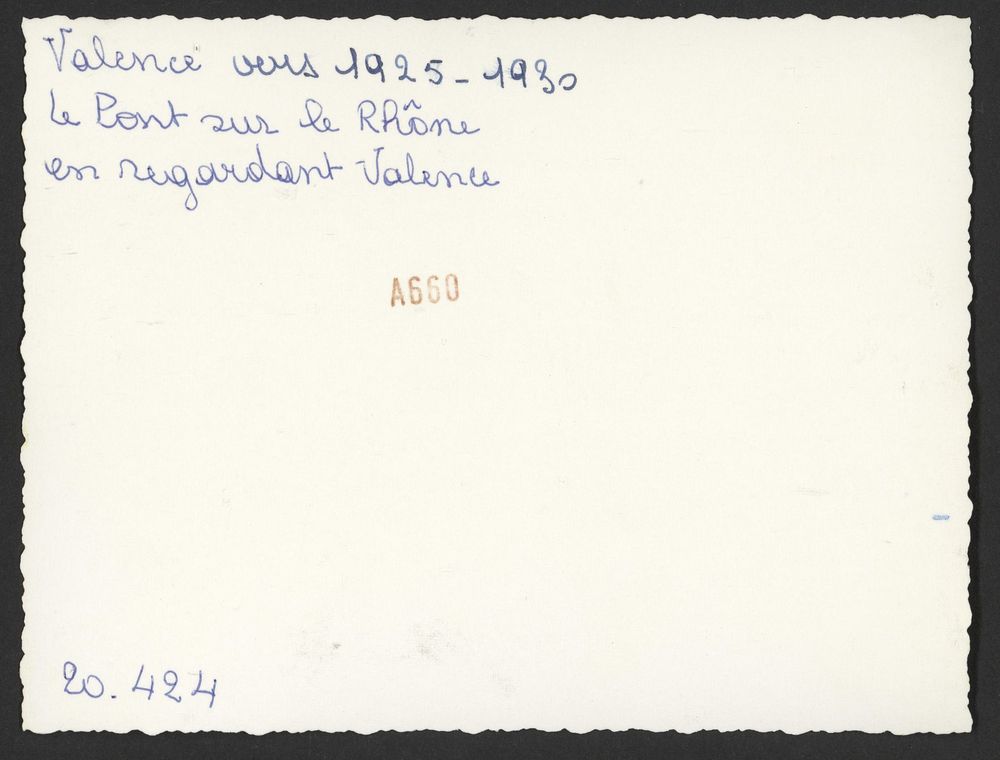 Valence vers 1925-1930
Le Pont sur le Rhône
en regardant Valence
A660
20.424